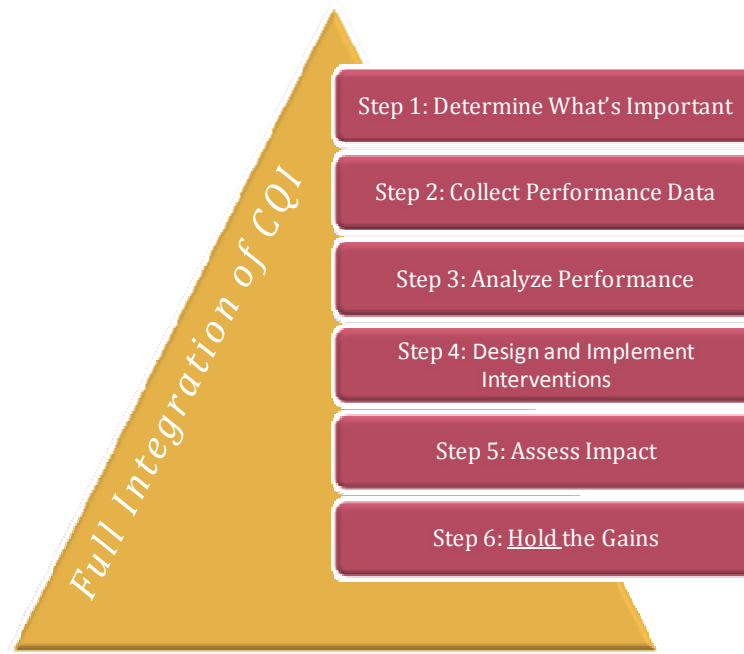 Full Integration of CQI
Step 1: Determine What’s Important
Step 2: Collect Performance Data
Step 3: Analyze Performance
Step 4: Design and Implement
Interventions
Step 5: Assess Impact
Step 6: Hold the Gains